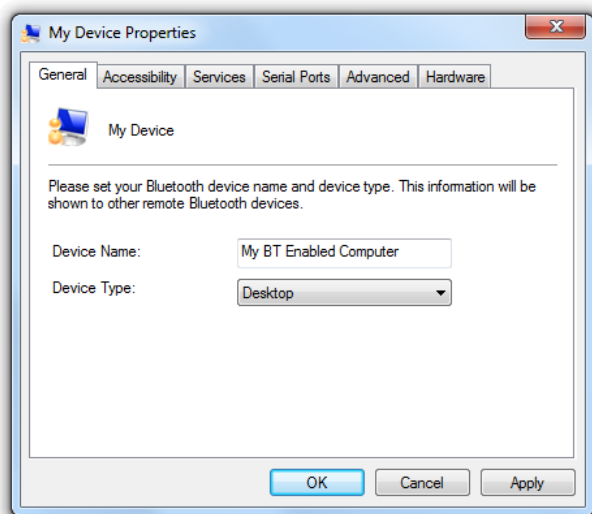 My Device Properties
General Accessibility Services Serial Ports Advanced Hardware
My Device
Please set your Bluetooth device name and device type. This information will be
shown to other remote Bluetooth devices.
Device Name: My BT Enabled Computer
Device Type: Desktop
OK Cancel Apply